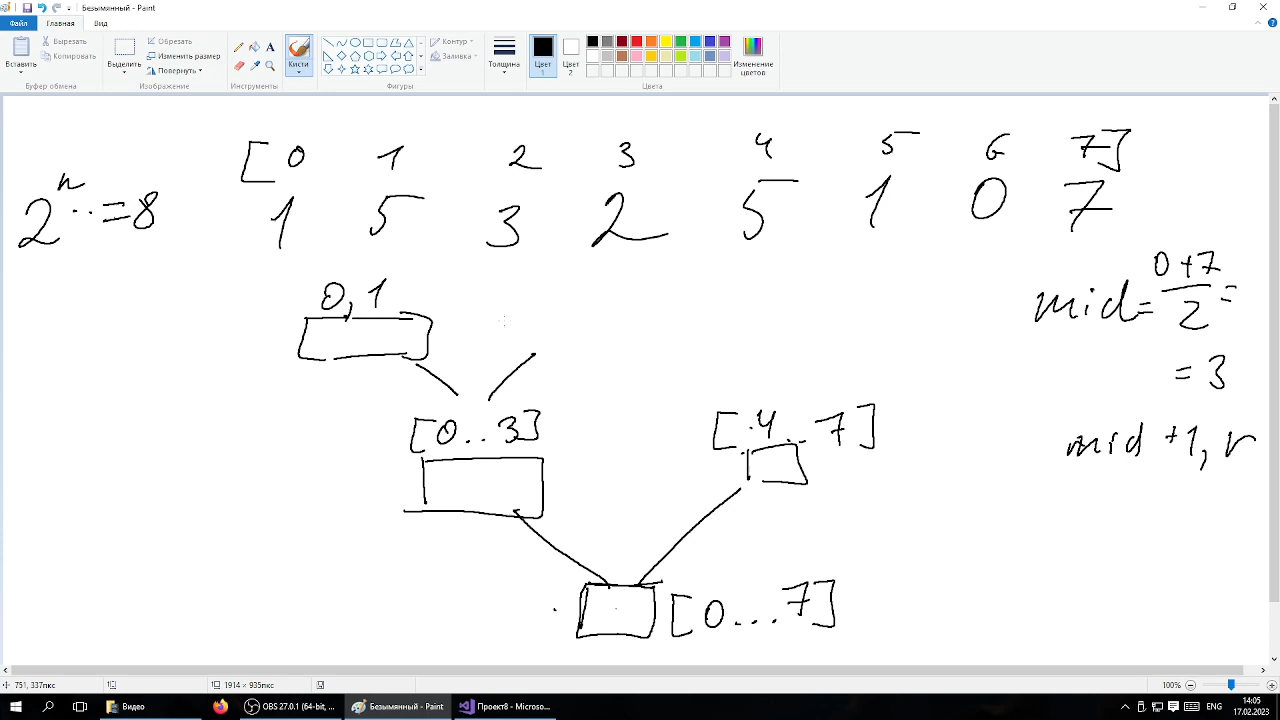 Безымянный - Paint
Файл Главная Вид
Вставить Вырезать Копировать Выделить Обрезать Изменить размер Повернуть Кисти Контур Заливка Толщина Цвет 1 Цвет 2 Изменение цветов
Буфер обмена Изображение Инструменты Фигуры Цвета
[ 0 1 2 3 4 5 6 7 ]
2^n .. = 8
1 5 3 2 5 1 0 7
0, 1
mid = (0+7)/2 =
= 3
[0..3] [.4..7]
mid +1, r
[0...7]
751, 337пкс 1914 × 935пкс 100%
Видео OBS 27.0.1 (64-bit, ... Безымянный - Paint Проект8 - Microso... ENG 14:05
17.02.2023